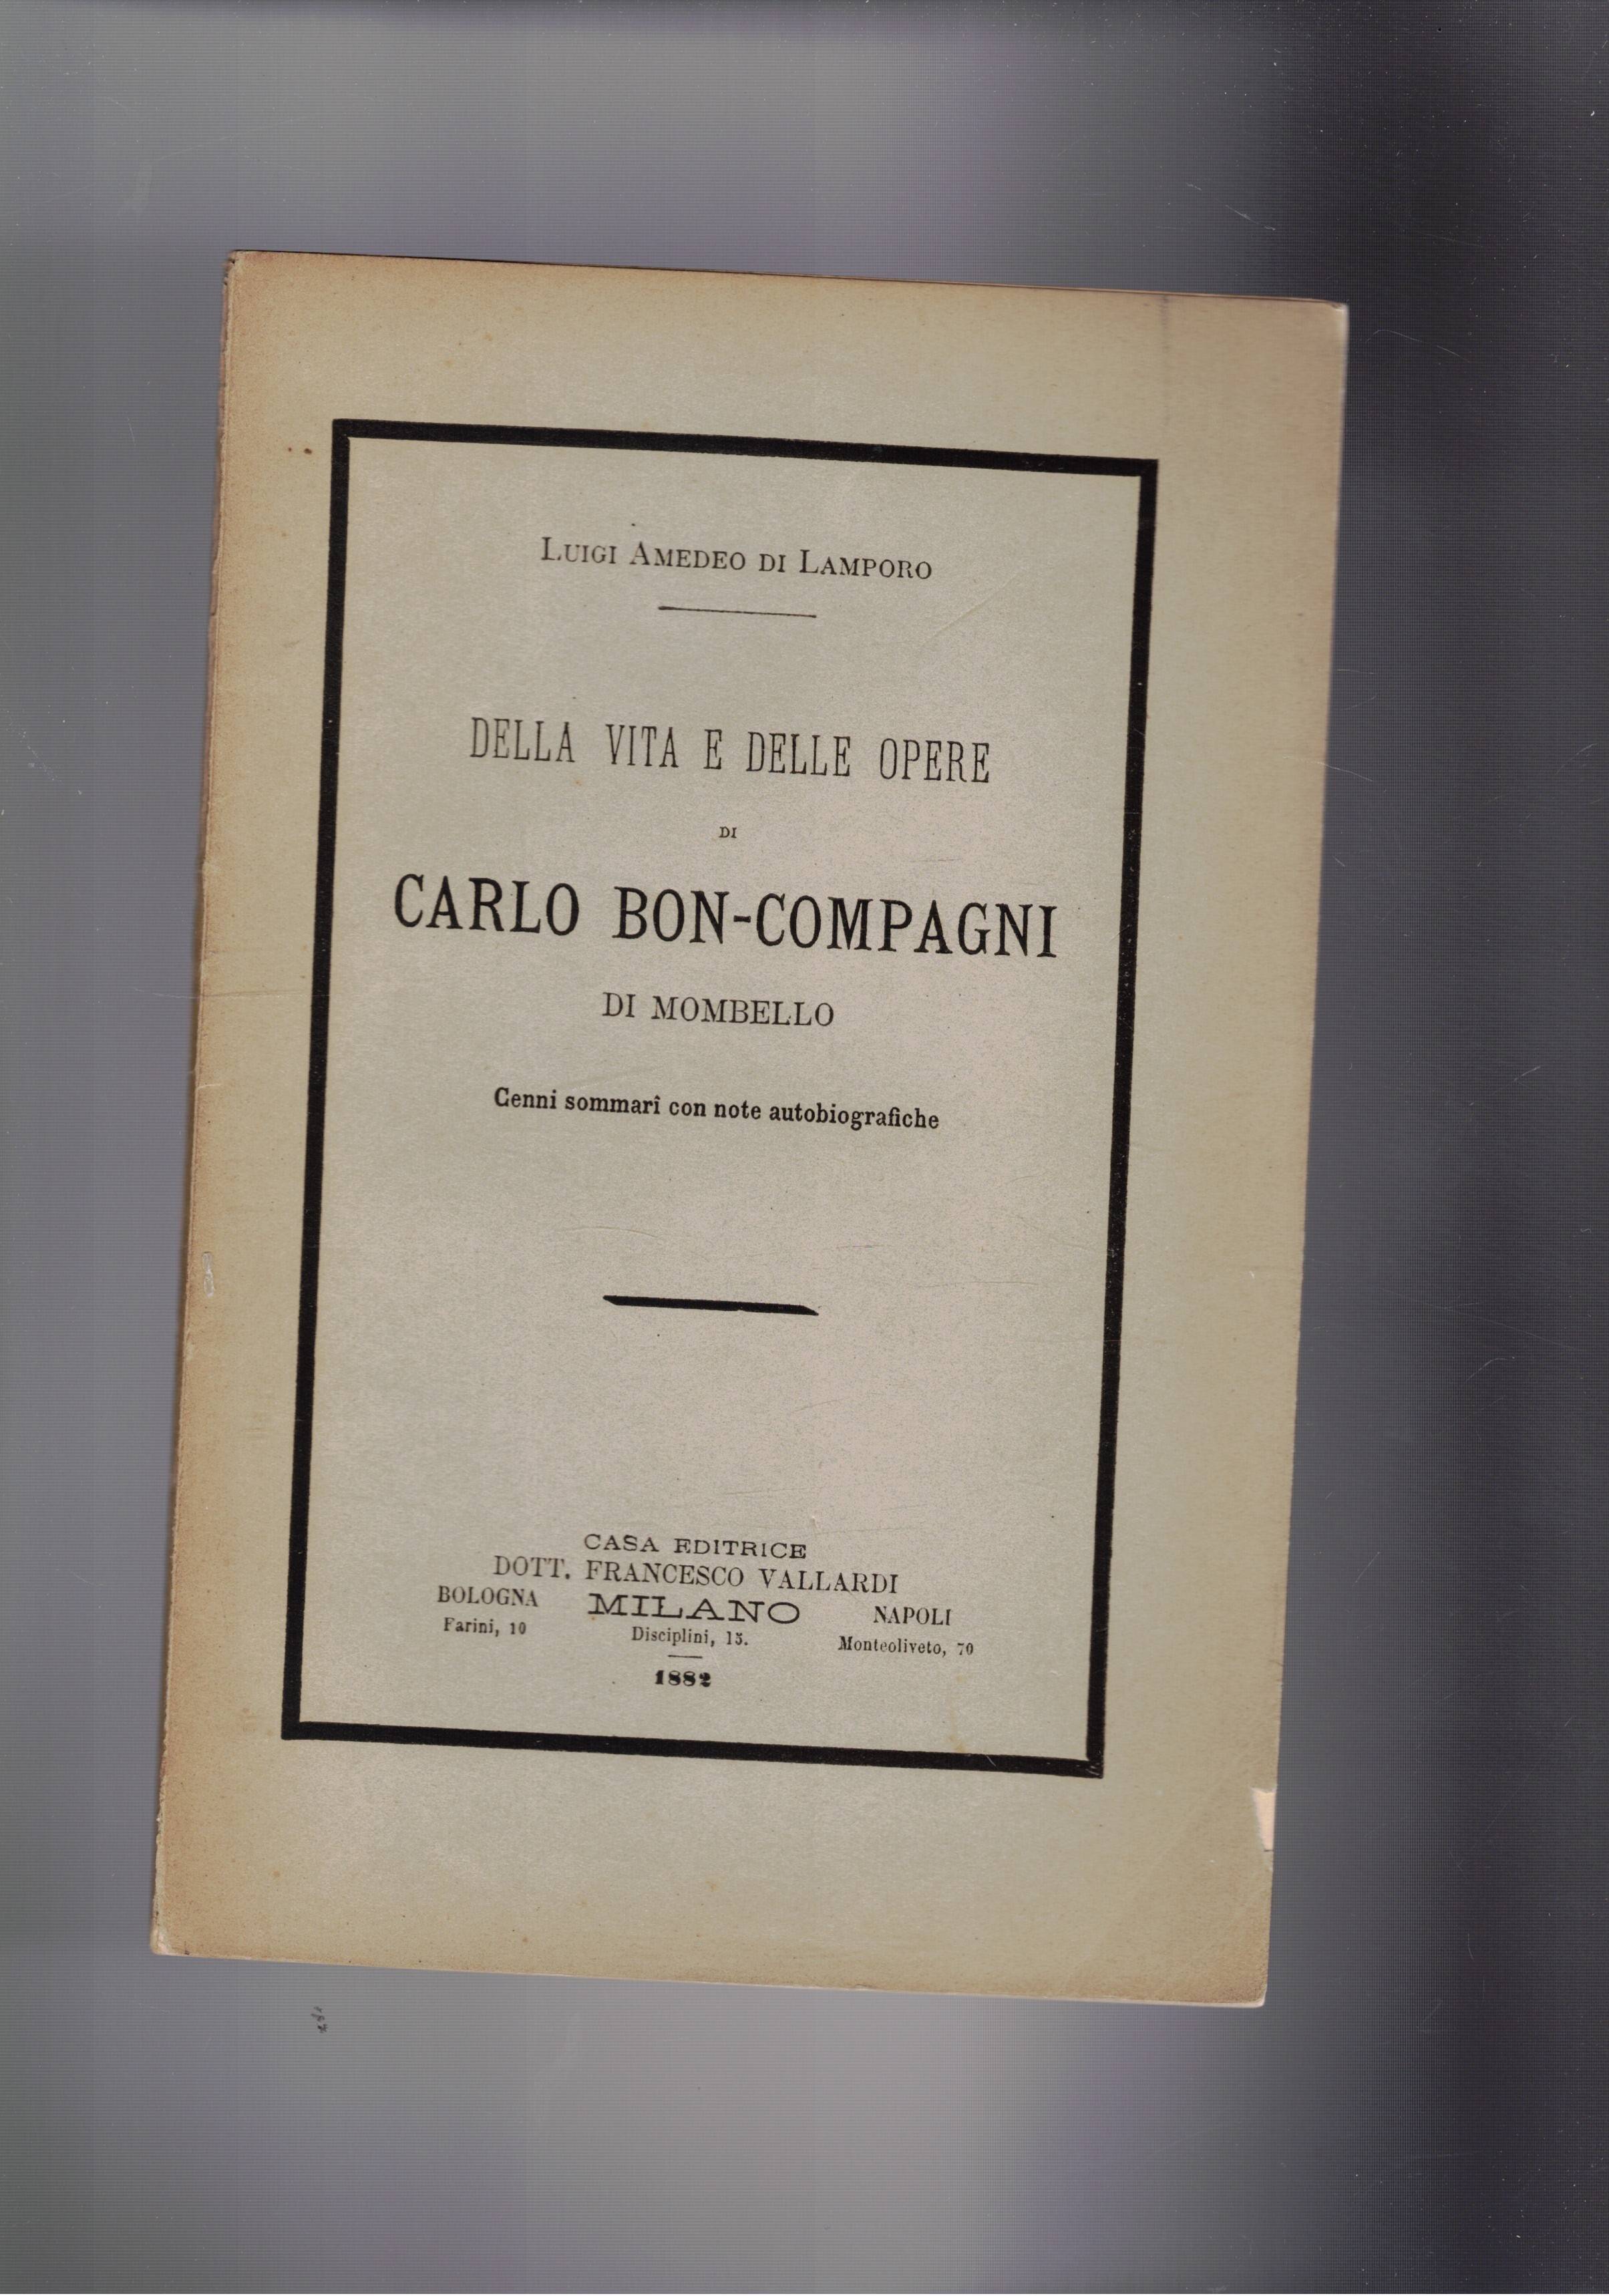 LUIGI AMEDEO DI LAMPORO
DELLA VITA E DELLE OPERE
DI
CARLO BON-COMPAGNI
DI MOMBELLO
Cenni sommarî con note autobiografiche
CASA EDITRICE
DOTT. FRANCESCO VALLARDI
BOLOGNA MILANO NAPOLI
Farini, 10 Disciplini, 15. Monteoliveto, 70
1882